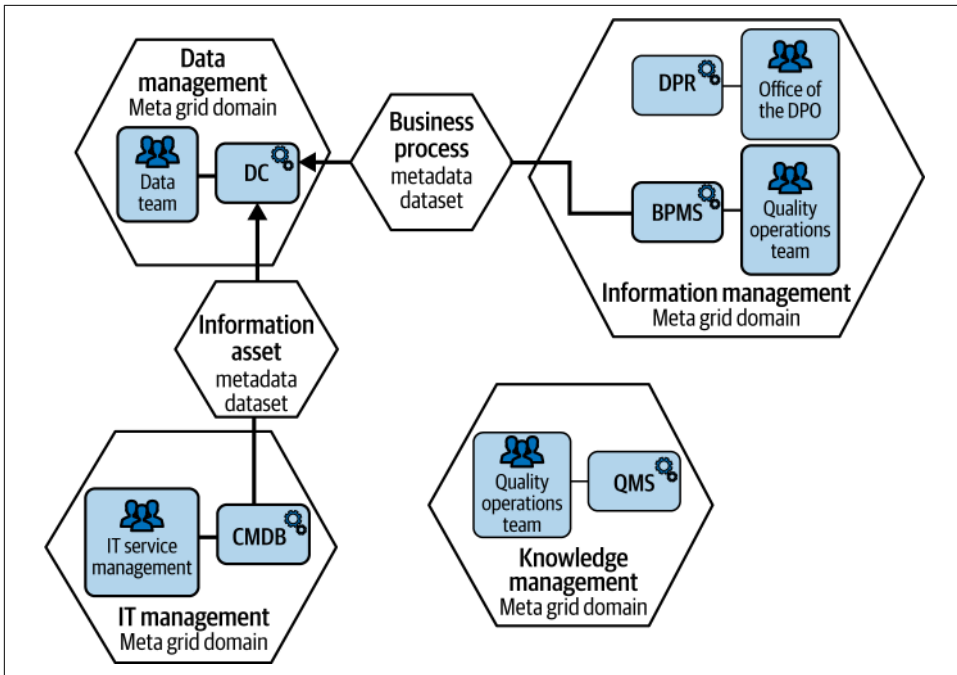 Data
management
Meta grid domain
Data
team
DC
Business
process
metadata
dataset
DPR
Office of
the DPO
BPMS
Quality
operations
team
Information management
Meta grid domain
Information
asset
metadata
dataset
IT service
management
CMDB
IT management
Meta grid domain
Quality
operations
team
QMS
Knowledge
management
Meta grid domain